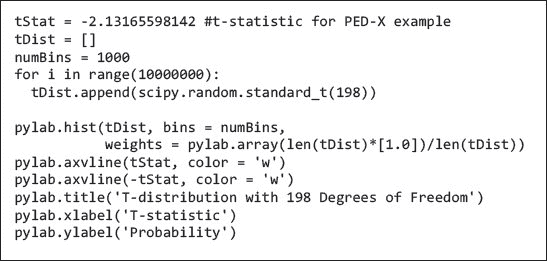 tStat = -2.13165598142 #t-statistic for PED-X example
tDist = []
numBins = 1000
for i in range(10000000):
  tDist.append(scipy.random.standard_t(198))

pylab.hist(tDist, bins = numBins,
           weights = pylab.array(len(tDist)*[1.0])/len(tDist))
pylab.axvline(tStat, color = 'w')
pylab.axvline(-tStat, color = 'w')
pylab.title('T-distribution with 198 Degrees of Freedom')
pylab.xlabel('T-statistic')
pylab.ylabel('Probability')